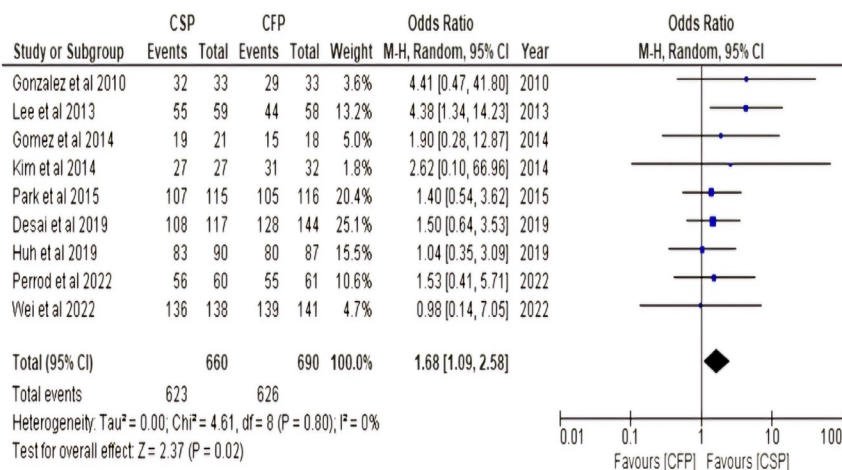 CSP CFP Odds Ratio Odds Ratio
Study or Subgroup Events Total Events Total Weight M-H, Random, 95% CI Year M-H, Random, 95% CI
Gonzalez et al 2010 32 33 29 33 3.6% 4.41 [0.47, 41.80] 2010
Lee et al 2013 55 59 44 58 13.2% 4.38 [1.34, 14.23] 2013
Gomez et al 2014 19 21 15 18 5.0% 1.90 [0.28, 12.87] 2014
Kim et al 2014 27 27 31 32 1.8% 2.62 [0.10, 66.96] 2014
Park et al 2015 107 115 105 116 20.4% 1.40 [0.54, 3.62] 2015
Desai et al 2019 108 117 128 144 25.1% 1.50 [0.64, 3.53] 2019
Huh et al 2019 83 90 80 87 15.5% 1.04 [0.35, 3.09] 2019
Perrod et al 2022 56 60 55 61 10.6% 1.53 [0.41, 5.71] 2022
Wei et al 2022 136 138 139 141 4.7% 0.98 [0.14, 7.05] 2022
Total (95% CI) 660 690 100.0% 1.68 [1.09, 2.58]
Total events 623 626
Heterogeneity: Tau² = 0.00; Chi² = 4.61, df = 8 (P = 0.80); I² = 0%
Test for overall effect: Z = 2.37 (P = 0.02)
0.01 0.1 1 10 100
Favours [CFP] Favours [CSP]